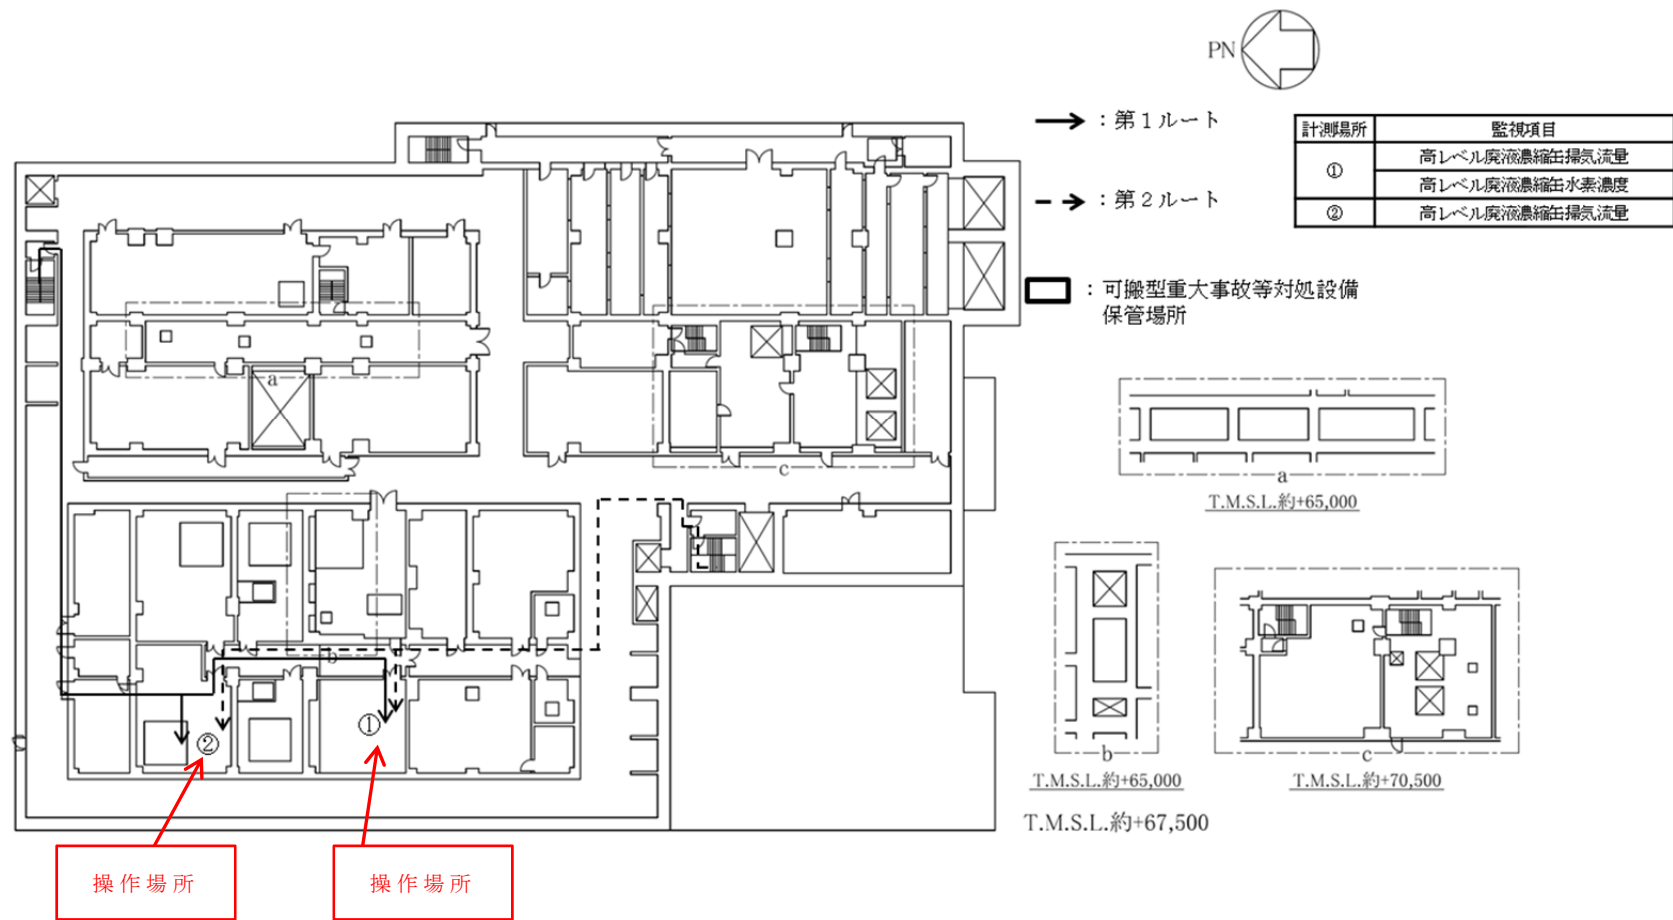 PN
：第１ルート
：第２ルート
計測場所 監視項目
① 高レベル廃液濃縮缶掃気流量
高レベル廃液濃縮缶水素濃度
② 高レベル廃液濃縮缶掃気流量
：可搬型重大事故等対処設備
保管場所
a
c
b
①
②
操作場所
操作場所
a
T.M.S.L.約+65,000
b
T.M.S.L.約+65,000
c
T.M.S.L.約+70,500
T.M.S.L.約+67,500